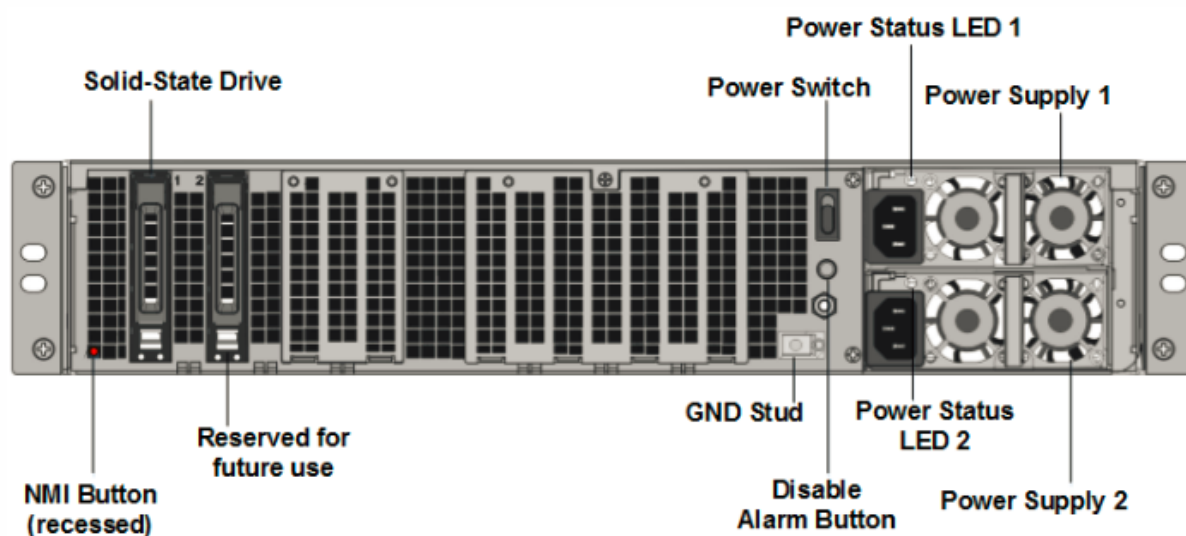 Power Status LED 1
Solid-State Drive
Power Switch
Power Supply 1
1 2
GND Stud
Power Status
LED 2
Reserved for
future use
NMI Button
(recessed)
Disable
Alarm Button
Power Supply 2